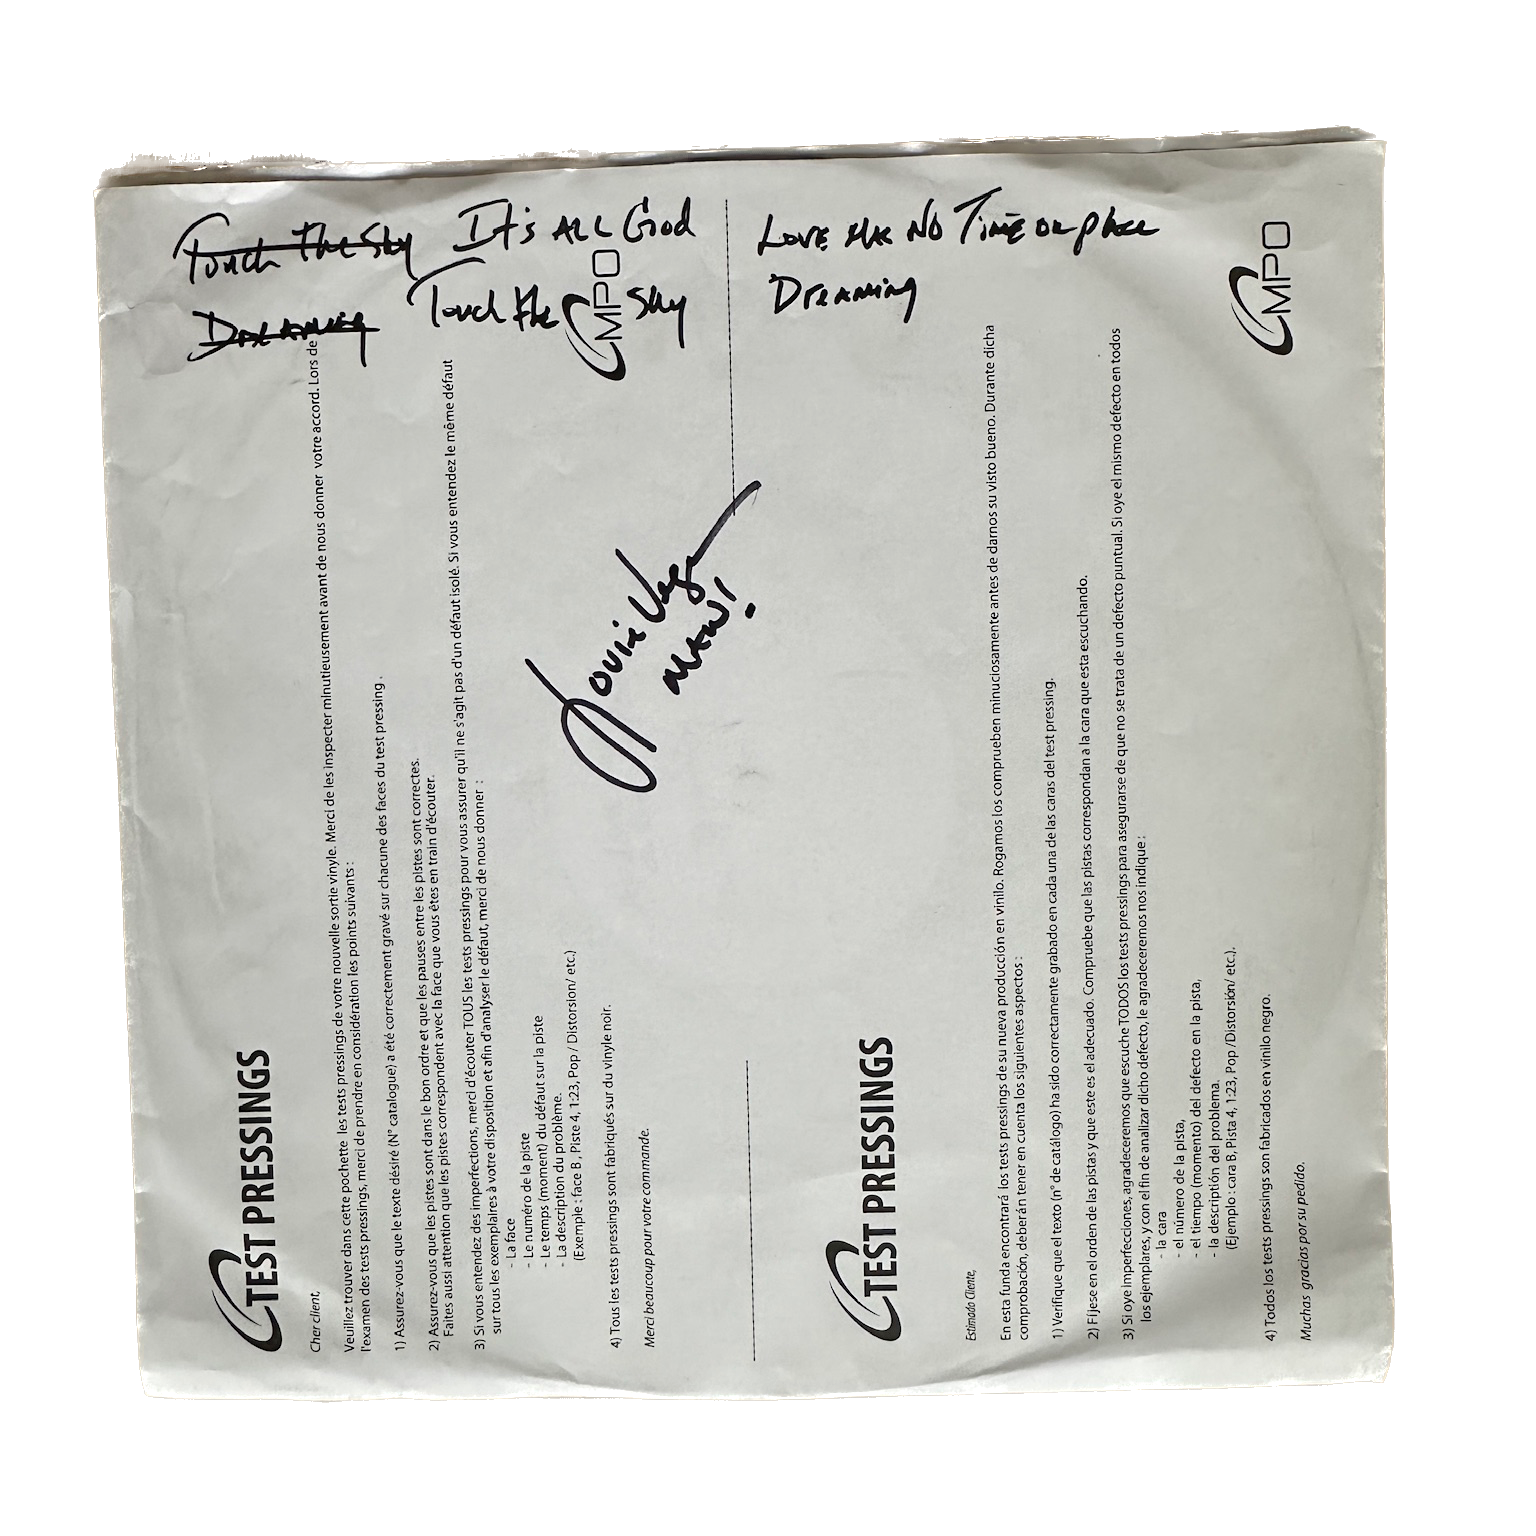 Touch The Sky It's ALL God
Dreaming Touch the Sky
Love Has No Time or place
Dreaming
Louie Vega
MAW!
TEST PRESSINGS
MPO
Cher client,
Veuillez trouver dans cette pochette les tests pressings de votre nouvelle sortie vinyle. Merci de les inspecter minutieusement avant de nous donner votre accord. Lors de
l'examen des tests pressings, merci de prendre en considération les points suivants :
1) Assurez-vous que le texte désiré (N° catalogue) a été correctement gravé sur chacune des faces du test pressing .
2) Assurez-vous que les pistes sont dans le bon ordre et que les pauses entre les pistes sont correctes.
Faites aussi attention que les pistes correspondent avec la face que vous êtes en train d'écouter.
3) Si vous entendez des imperfections, merci d'écouter TOUS les tests pressings pour vous assurer qu'il ne s'agit pas d'un défaut isolé. Si vous entendez le même défaut
sur tous les exemplaires à votre disposition et afin d'analyser le défaut, merci de nous donner :
- La face
- Le numéro de la piste
- Le temps (moment) du défaut sur la piste
- La description du problème.
(Exemple : face B , Piste 4, 1:23, Pop / Distorsion/ etc.)
4) Tous les tests pressings sont fabriqués sur du vinyle noir.
Merci beaucoup pour votre commande.
TEST PRESSINGS
MPO
Estimado Cliente,
En esta funda encontrará los tests pressings de su nueva producción en vinilo. Rogamos los comprueben minuciosamente antes de darnos su visto bueno. Durante dicha
comprobación, deberán tener en cuenta los siguientes aspectos :
1) Verifique que el texto (n° de catálogo) ha sido correctamente grabado en cada una de las caras del test pressing.
2) Fíjese en el orden de las pistas y que este es el adecuado. Compruebe que las pistas correspondan a la cara que esta escuchando.
3) Si oye imperfecciones, agradeceremos que escuche TODOS los tests pressings para asegurarse de que no se trata de un defecto puntual. Si oye el mismo defecto en todos
los ejemplares, y con el fin de analizar dicho defecto, le agradeceremos nos indique :
- la cara
- el número de la pista,
- el tiempo (momento) del defecto en la pista,
- la descriptión del problema.
(Ejemplo : cara B, Pista 4, 1:23, Pop /Distorsión/ etc.).
4) Todos los tests pressings son fabricados en vinilo negro.
Muchas gracias por su pedido.